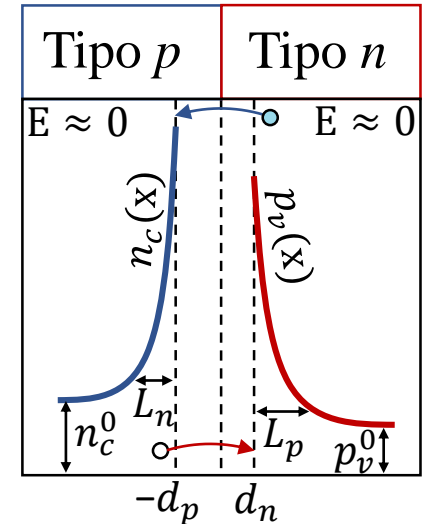 Tipo p
Tipo n
E ≈ 0
E ≈ 0
n_c(x)
p_v(x)
L_n
L_p
n_c^0
p_v^0
−d_p
d_n